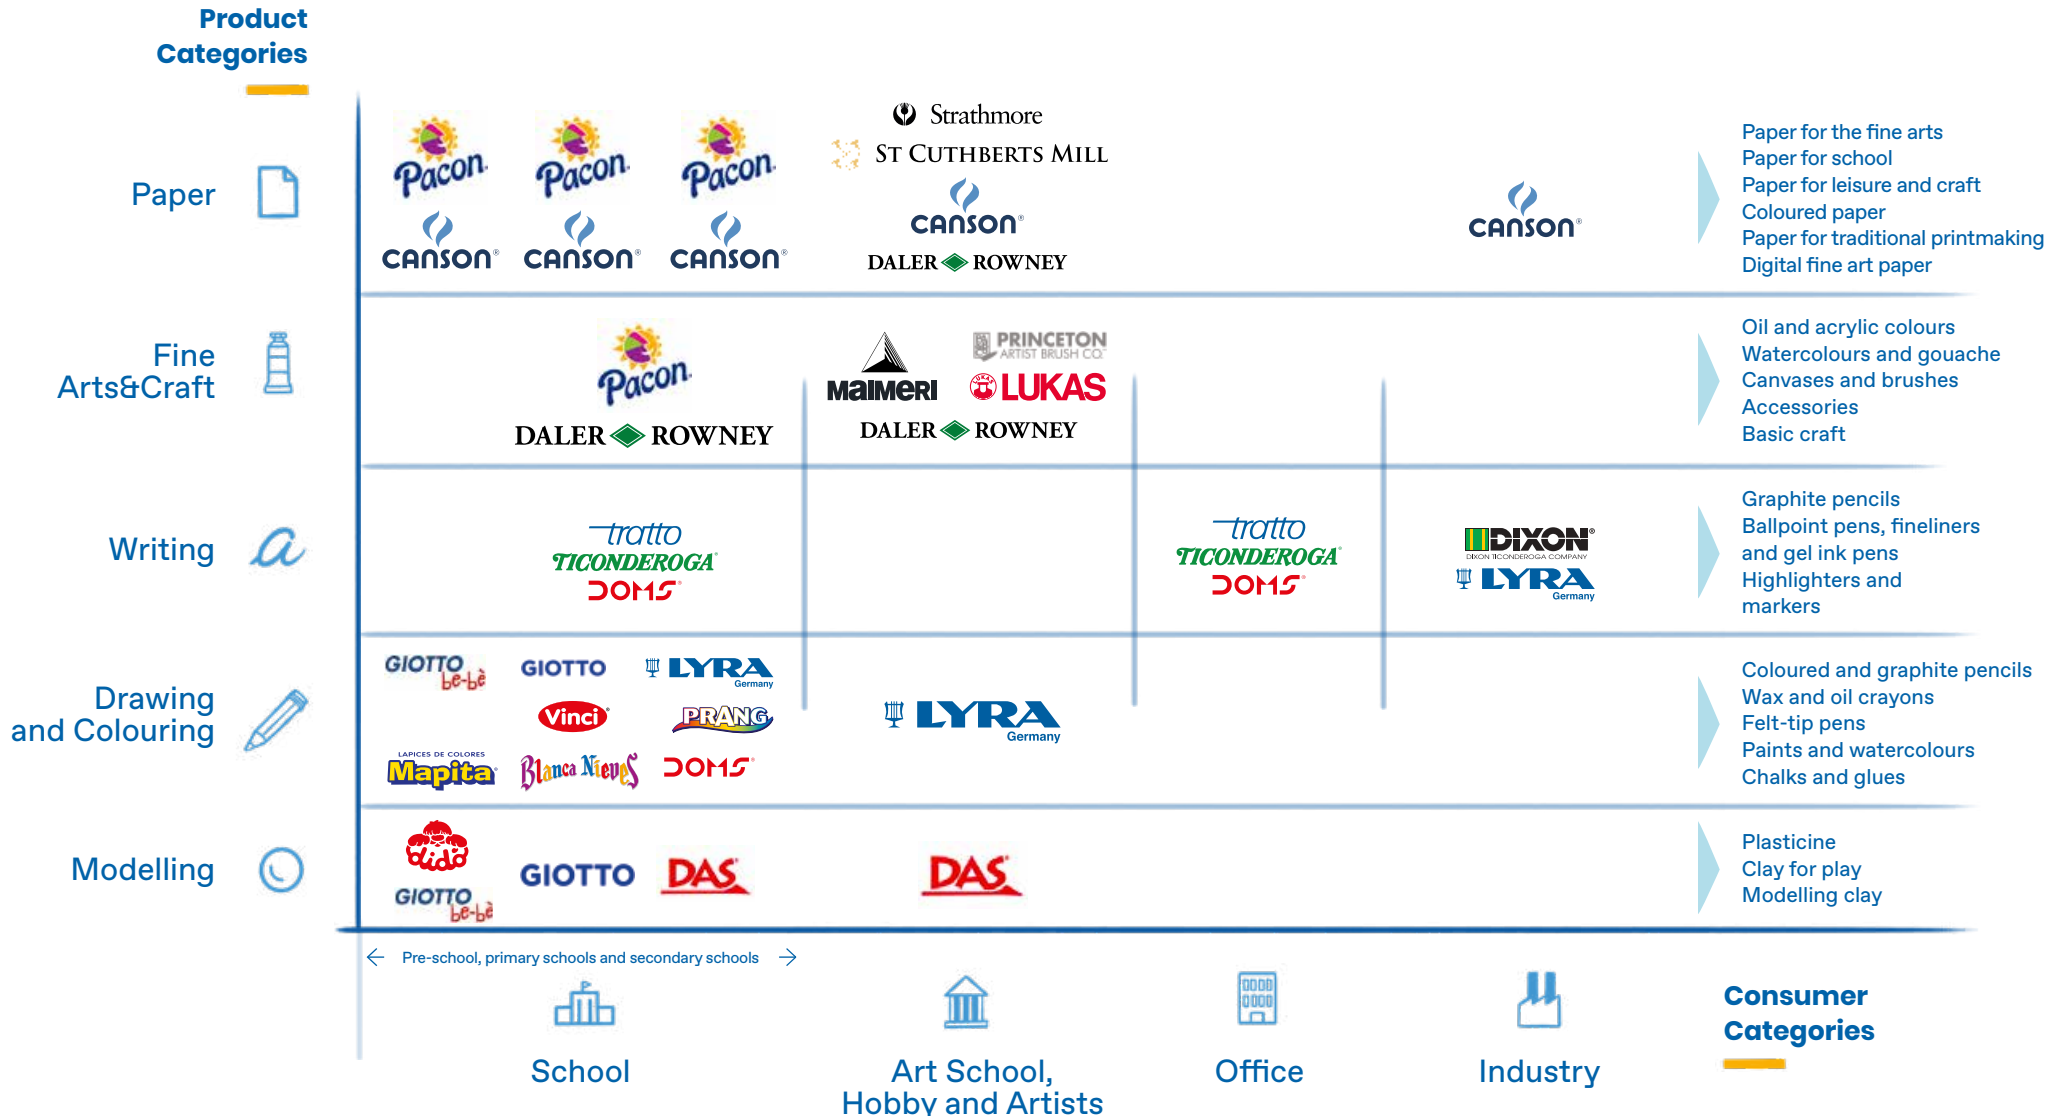 Product
Categories
Paper
Pacon
Pacon
Pacon
CANSON®
CANSON®
CANSON®
Strathmore
ST CUTHBERTS MILL
CANSON®
DALER ROWNEY
CANSON®
Paper for the fine arts
Paper for school
Paper for leisure and craft
Coloured paper
Paper for traditional printmaking
Digital fine art paper
Fine
Arts&Craft
Pacon
DALER ROWNEY
MAIMERI
PRINCETON
ARTIST BRUSH CO.
LUKAS
LUKAS
DALER ROWNEY
Oil and acrylic colours
Watercolours and gouache
Canvases and brushes
Accessories
Basic craft
Writing
tratto
TICONDEROGA®
DOMS®
tratto
TICONDEROGA®
DOMS®
DIXON®
DIXON TICONDEROGA COMPANY
LYRA
Germany
Graphite pencils
Ballpoint pens, fineliners
and gel ink pens
Highlighters and
markers
Drawing
and Colouring
GIOTTO
be-bè
GIOTTO
LYRA
Germany
Vinci
PRANG
LAPICES DE COLORES
Mapita
Blanca Nieves
DOMS®
LYRA
Germany
Coloured and graphite pencils
Wax and oil crayons
Felt-tip pens
Paints and watercolours
Chalks and glues
Modelling
didò
GIOTTO
be-bè
GIOTTO
DAS
DAS
Plasticine
Clay for play
Modelling clay
Pre-school, primary schools and secondary schools
School
Art School,
Hobby and Artists
Office
Industry
Consumer
Categories